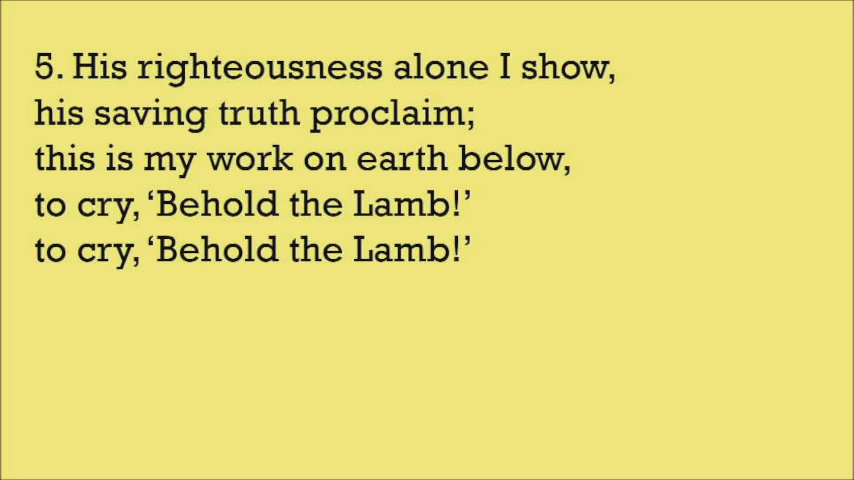 5. His righteousness alone I show,
his saving truth proclaim;
this is my work on earth below,
to cry, ‘Behold the Lamb!’
to cry, ‘Behold the Lamb!’